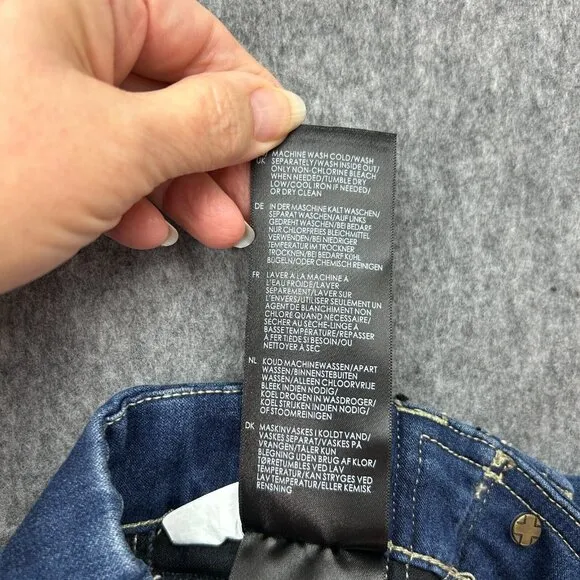 UK MACHINE WASH COLD/WASH
SEPARATELY/WASH INSIDE OUT/
ONLY NON-CHLORINE BLEACH
WHEN NEEDED/TUMBLE DRY
LOW/COOL IRON IF NEEDED/
OR DRY CLEAN
DE IN DER MASCHINE KALT WASCHEN/
SEPARAT WASCHEN/AUF LINKS
GEDREHT WASCHEN/BEI BEDARF
NUR CHLORFREIES BLEICHMITTEL
VERWENDEN/BEI NIEDRIGER
TEMPERATUR IM TROCKNER
TROCKNEN/BEI BEDARF KÜHL
BÜGELN/ODER CHEMISCH REINIGEN
FR LAVER À LA MACHINE À
L'EAU FROIDE/LAVER
SÉPAREMENT/LAVER SUR
L'ENVERS/UTILISER SEULEMENT UN
AGENT DE BLANCHIMENT NON
CHLORÉ QUAND NECESSAIRE/
SÉCHER AU SÈCHE-LINGE À
BASSE TEMPÉRATURE/REPASSER
À FER TIÈDE SI BESOIN/OU
NETTOYER À SEC
NL KOUD MACHINEWASSEN/APART
WASSEN/BINNENSTEBUITEN
WASSEN/ALLEEN CHLOORVRIJE
BLEEK INDIEN NODIG/
KOEL DROGEN IN WASDROGER/
KOEL STRIJKEN INDIEN NODIG/
OF STOOMREINIGEN
DK MASKINVASKES I KOLDT VAND/
VASKES SEPARAT/VASKES PÅ
VRANGEN/TÅLER KUN
BLEGNING UDEN BRUG AF KLOR/
TØRRETUMBLES VED LAV
TEMPERATUR/KAN STRYGES VED LAV
TEMPERATUR/ELLER KEMISK
RENSNING